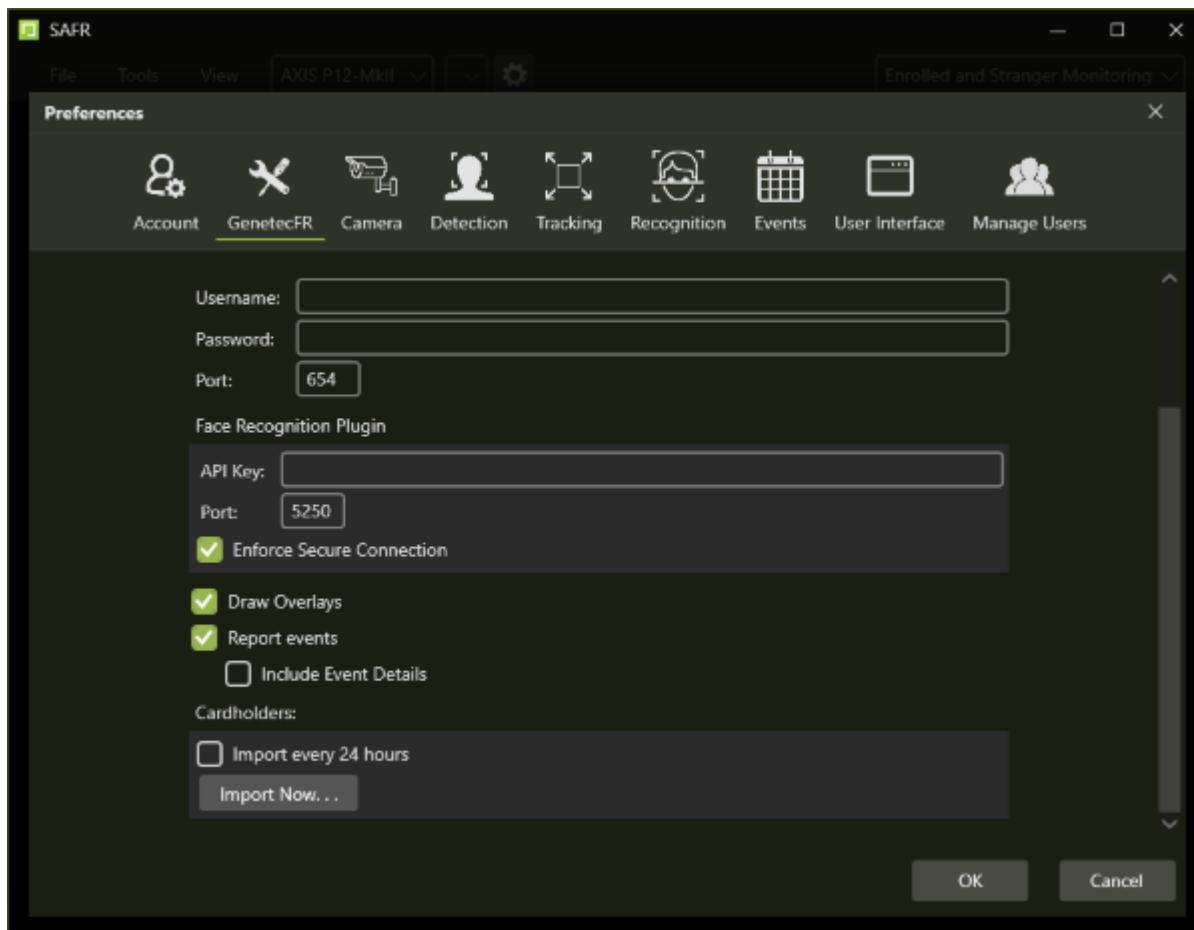 SAFR
File Tools View AXIS P12-MkII Enrolled and Stranger Monitoring
Preferences
Account GenetecFR Camera Detection Tracking Recognition Events User Interface Manage Users
Username:
Password:
Port: 654
Face Recognition Plugin
API Key:
Port: 5250
Enforce Secure Connection
Draw Overlays
Report events
Include Event Details
Cardholders:
Import every 24 hours
Import Now. . .
OK Cancel